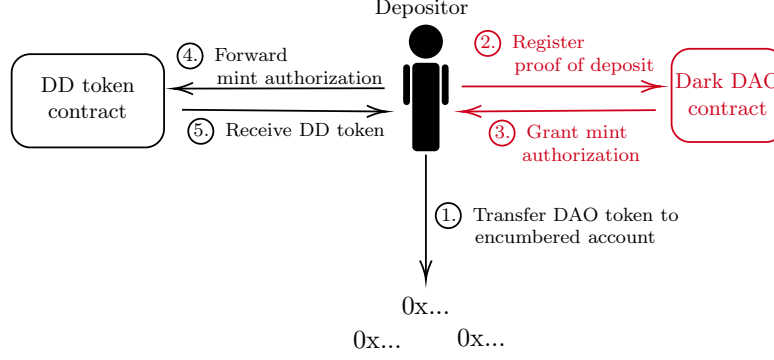 Depositor
4. Forward
mint authorization
2. Register
proof of deposit
DD token
contract
Dark DAO
contract
5. Receive DD token
3. Grant mint
authorization
1. Transfer DAO token to
encumbered account
0x...
0x...
0x...